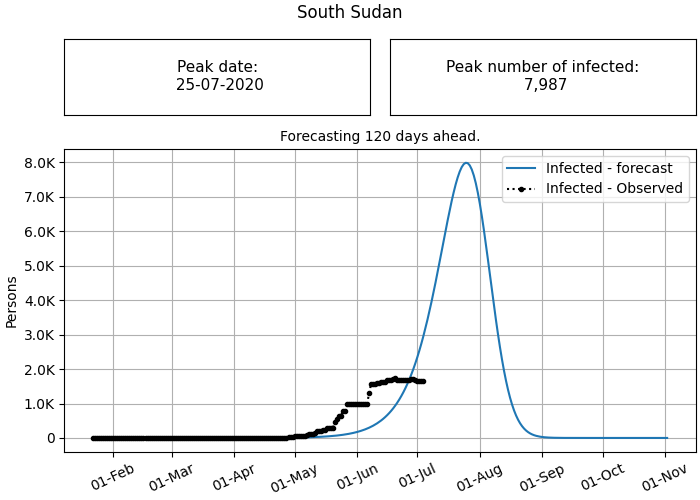 South Sudan
Peak date:
25-07-2020
Peak number of infected:
7,987
Forecasting 120 days ahead.
Infected - forecast
Infected - Observed
Persons
8.0K
7.0K
6.0K
5.0K
4.0K
3.0K
2.0K
1.0K
0
01-Feb
01-Mar
01-Apr
01-May
01-Jun
01-Jul
01-Aug
01-Sep
01-Oct
01-Nov